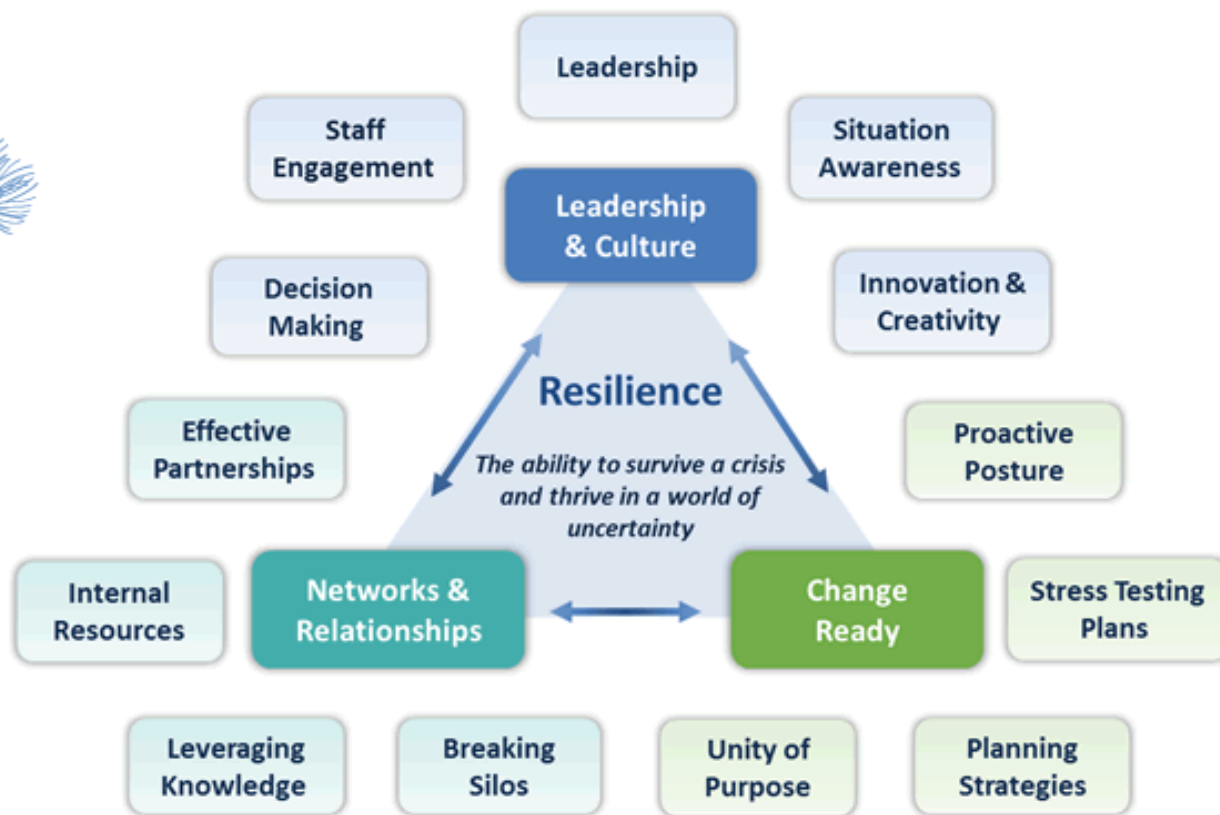 Leadership
Staff
Engagement
Situation
Awareness
Leadership
& Culture
Decision
Making
Innovation &
Creativity
Resilience
The ability to survive a crisis
and thrive in a world of
uncertainty
Effective
Partnerships
Proactive
Posture
Internal
Resources
Networks &
Relationships
Change
Ready
Stress Testing
Plans
Leveraging
Knowledge
Breaking
Silos
Unity of
Purpose
Planning
Strategies